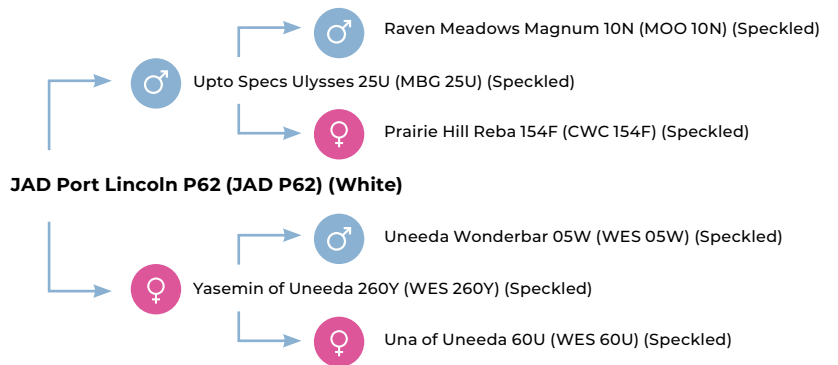 Raven Meadows Magnum 10N (MOO 10N) (Speckled)
Upto Specs Ulysses 25U (MBG 25U) (Speckled)
Prairie Hill Reba 154F (CWC 154F) (Speckled)
JAD Port Lincoln P62 (JAD P62) (White)
Uneeda Wonderbar 05W (WES 05W) (Speckled)
Yasemin of Uneeda 260Y (WES 260Y) (Speckled)
Una of Uneeda 60U (WES 60U) (Speckled)